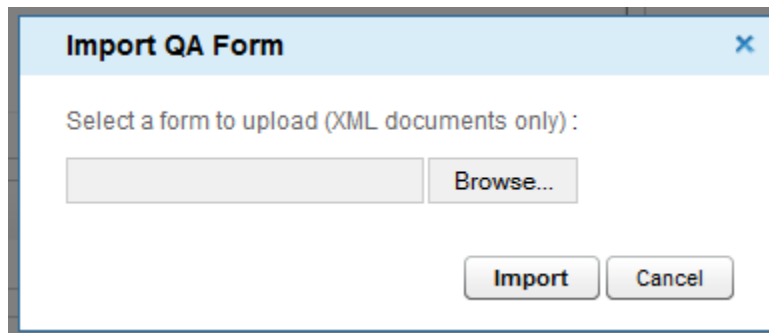 Import QA Form
Select a form to upload (XML documents only) :
Browse...
Import Cancel